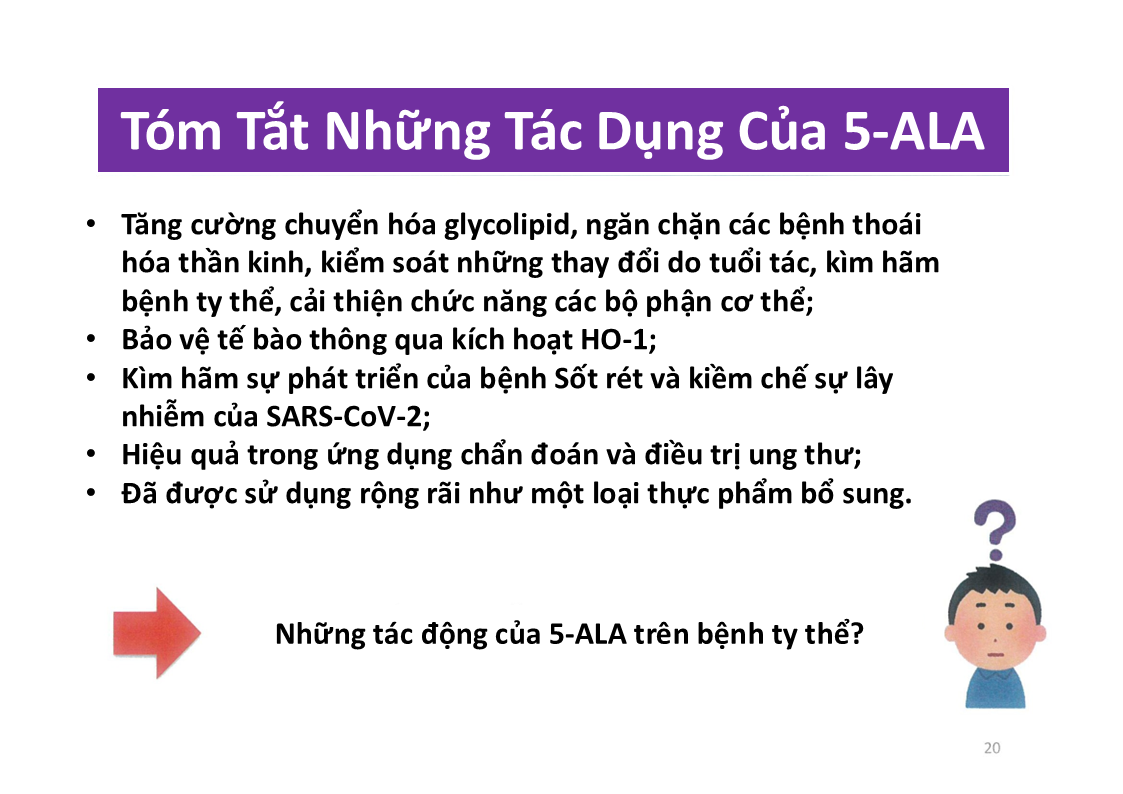 Tóm Tắt Những Tác Dụng Của 5-ALA
• Tăng cường chuyển hóa glycolipid, ngăn chặn các bệnh thoái
hóa thần kinh, kiểm soát những thay đổi do tuổi tác, kìm hãm
bệnh ty thể, cải thiện chức năng các bộ phận cơ thể;
• Bảo vệ tế bào thông qua kích hoạt HO-1;
• Kìm hãm sự phát triển của bệnh Sốt rét và kiềm chế sự lây
nhiễm của SARS-CoV-2;
• Hiệu quả trong ứng dụng chẩn đoán và điều trị ung thư;
• Đã được sử dụng rộng rãi như một loại thực phẩm bổ sung.
?
Những tác động của 5-ALA trên bệnh ty thể?
20